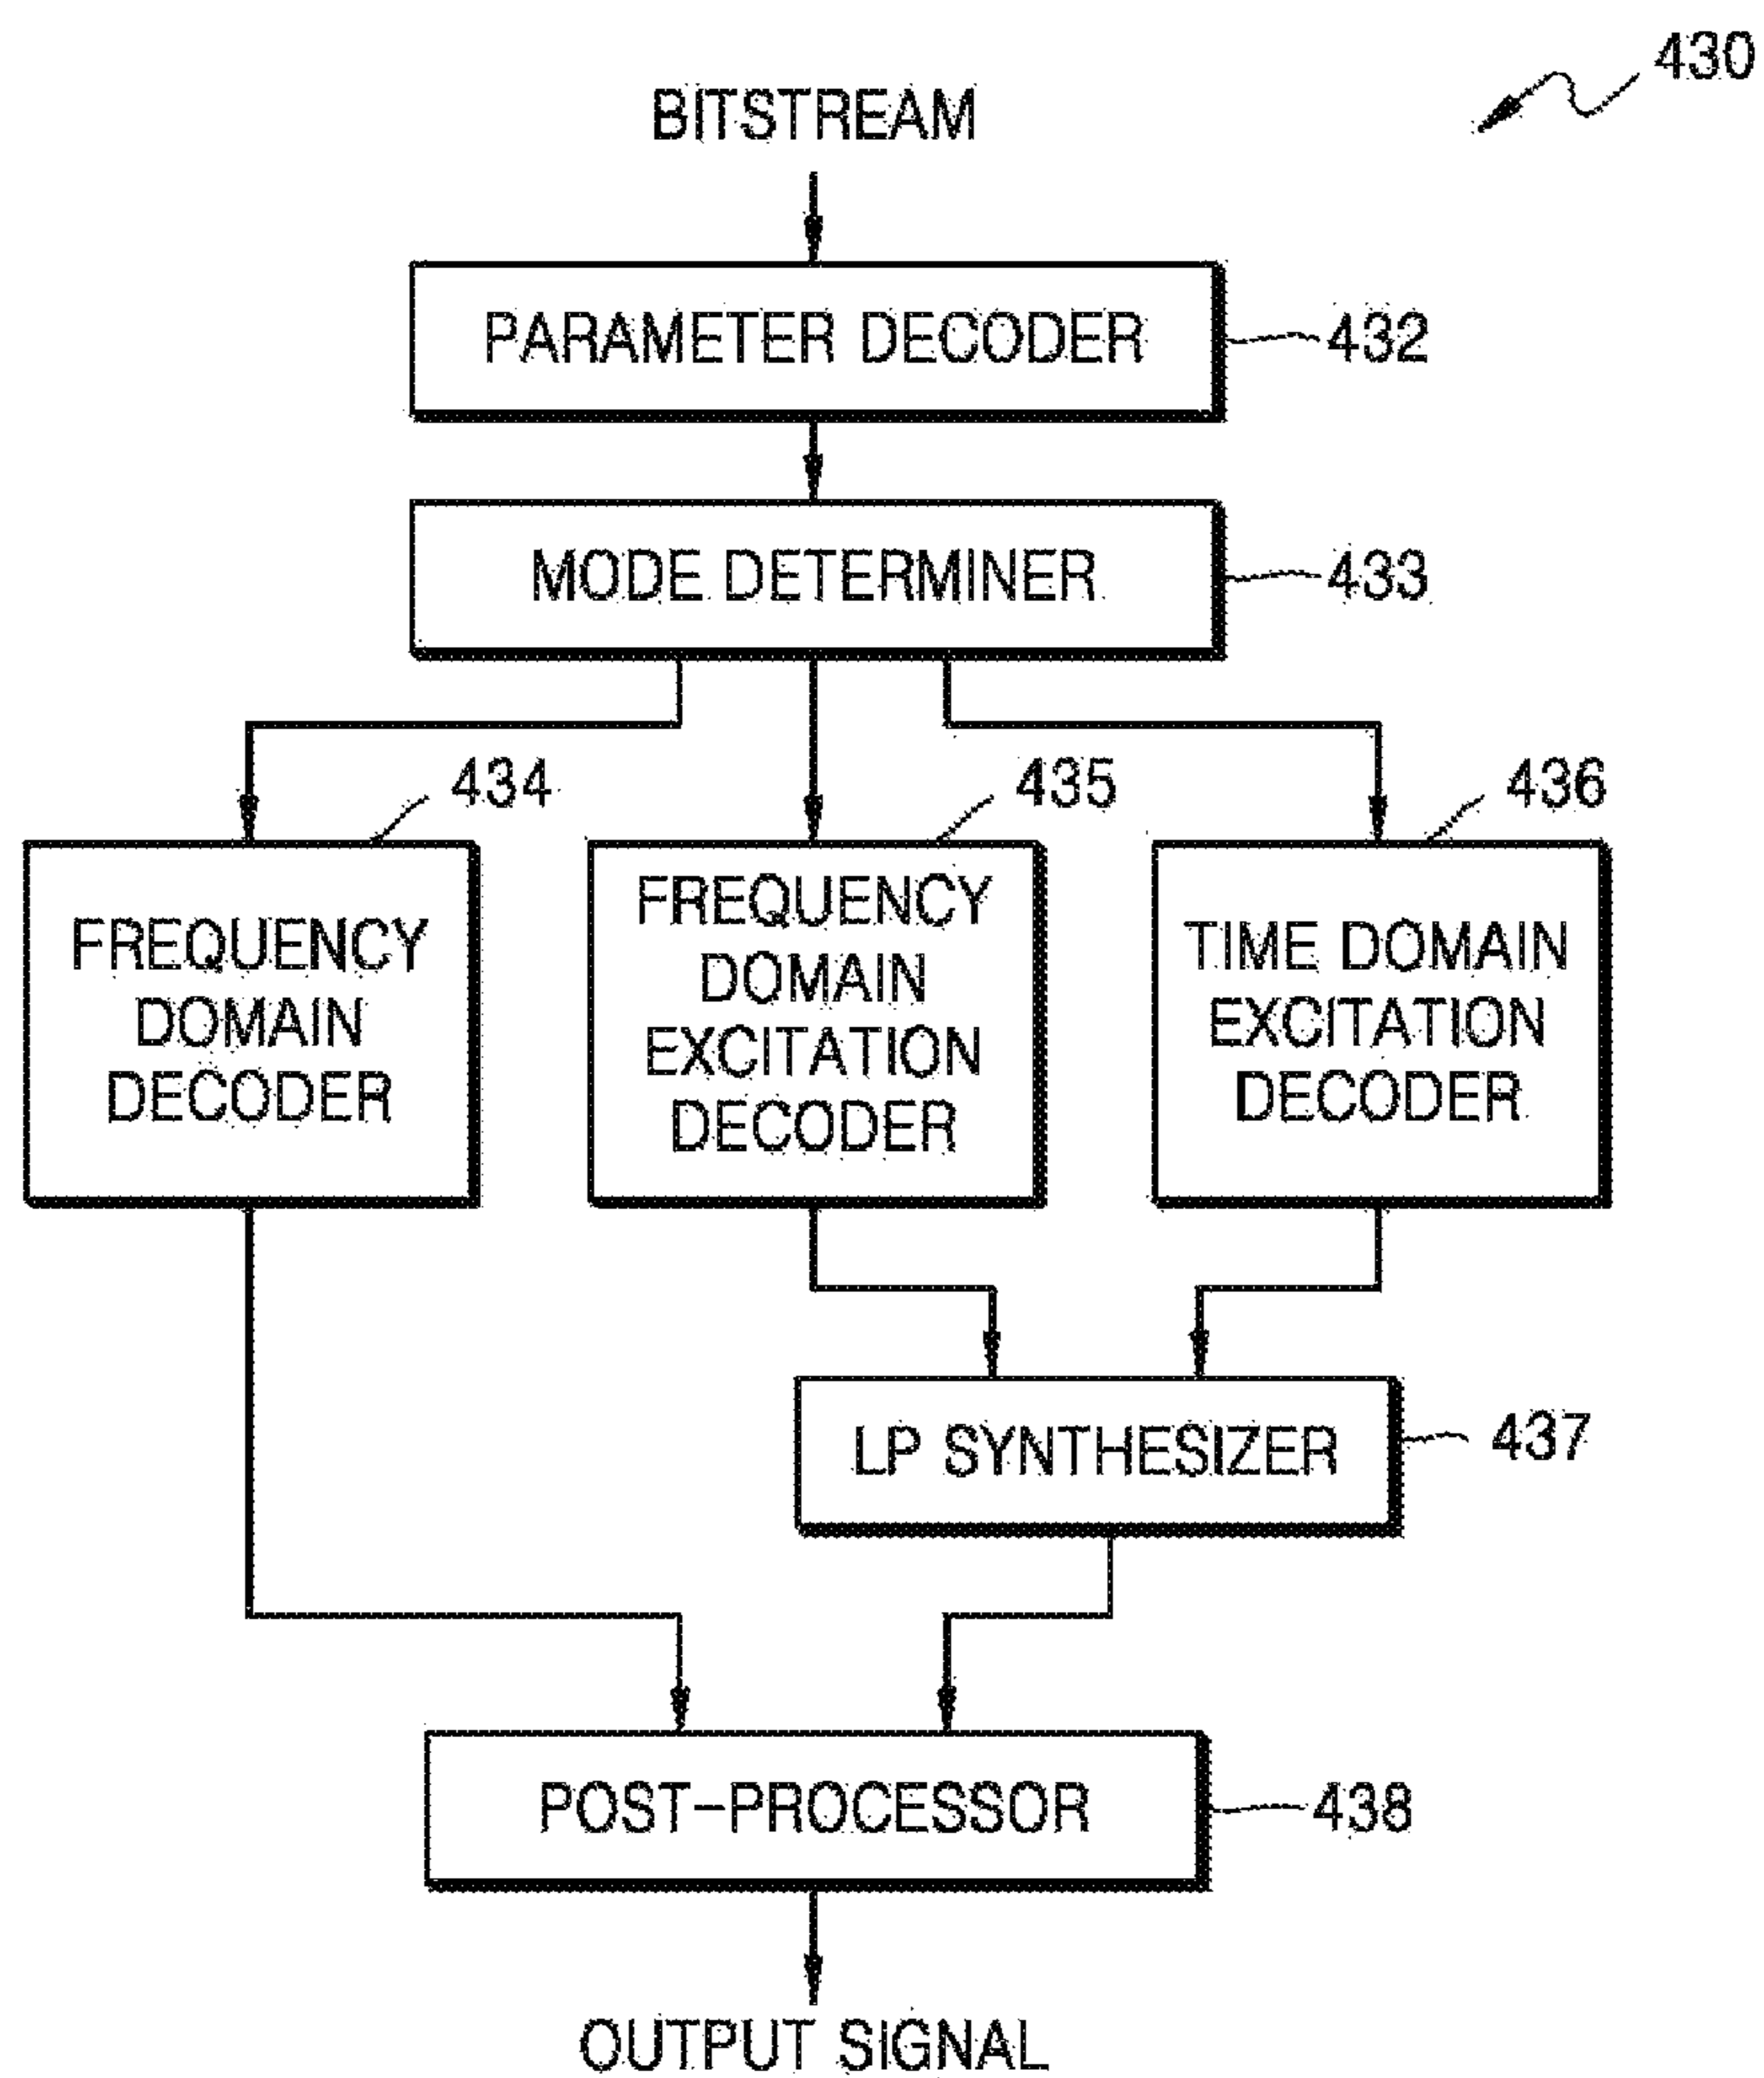 430
BITSTREAM
PARAMETER DECODER
432
MODE DETERMINER
433
434
435
436
FREQUENCY
DOMAIN
DECODER
FREQUENCY
DOMAIN
EXCITATION
DECODER
TIME DOMAIN
EXCITATION
DECODER
LP SYNTHESIZER
437
POST-PROCESSOR
438
OUTPUT SIGNAL